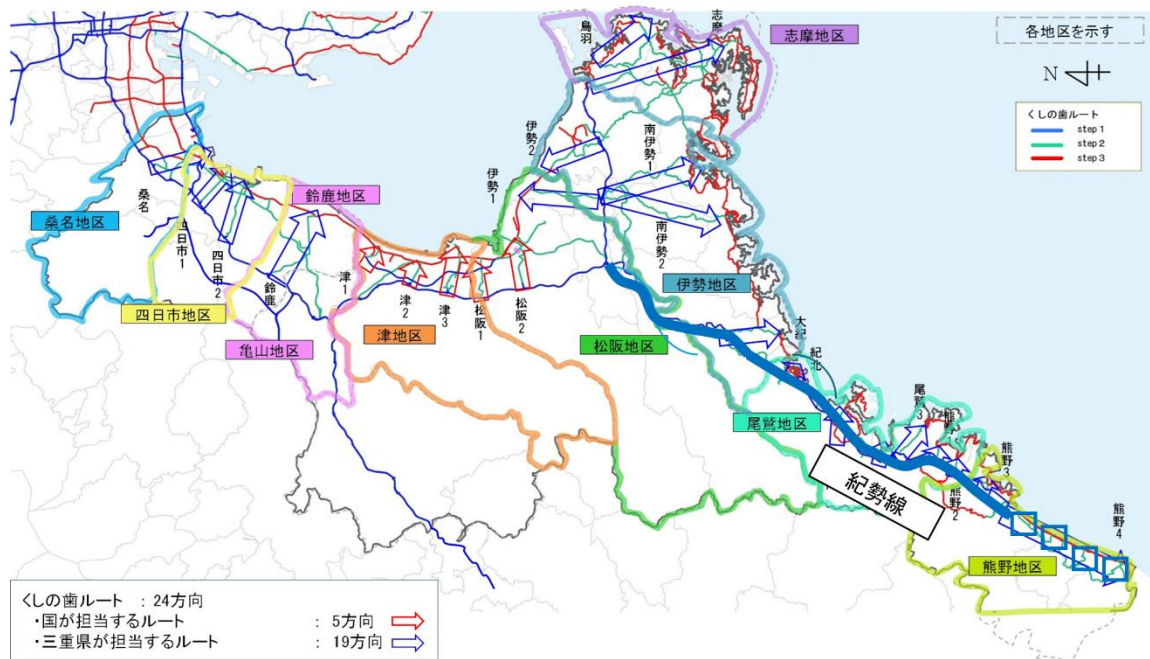 鳥羽
志摩
志摩地区
各地区を示す
N
くしの歯ルート
step 1
step 2
step 3
伊勢2
南伊勢1
伊勢1
桑名
鈴鹿地区
桑名地区
四日市1
四日市2
鈴鹿
津1
津2
津3
松阪1
松阪2
南伊勢2
伊勢地区
四日市地区
亀山地区
津地区
松阪地区
大紀
紀北
尾鷲地区
尾鷲3
紀勢線
熊野2
熊野3
熊野4
熊野地区
くしの歯ルート : 24方向
・国が担当するルート : 5方向
・三重県が担当するルート : 19方向